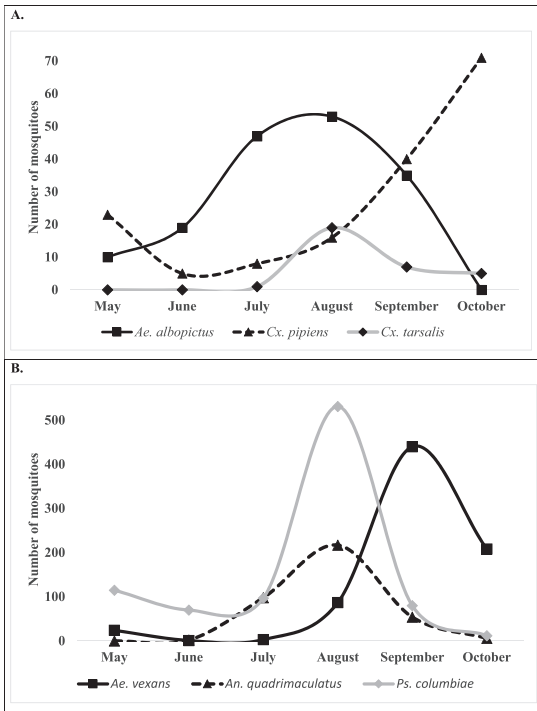 A.
Number of mosquitoes
70
60
50
40
30
20
10
0
May June July August September October
Ae. albopictus Cx. pipiens Cx. tarsalis
B.
Number of mosquitoes
500
400
300
200
100
0
May June July August September October
Ae. vexans An. quadrimaculatus Ps. columbiae